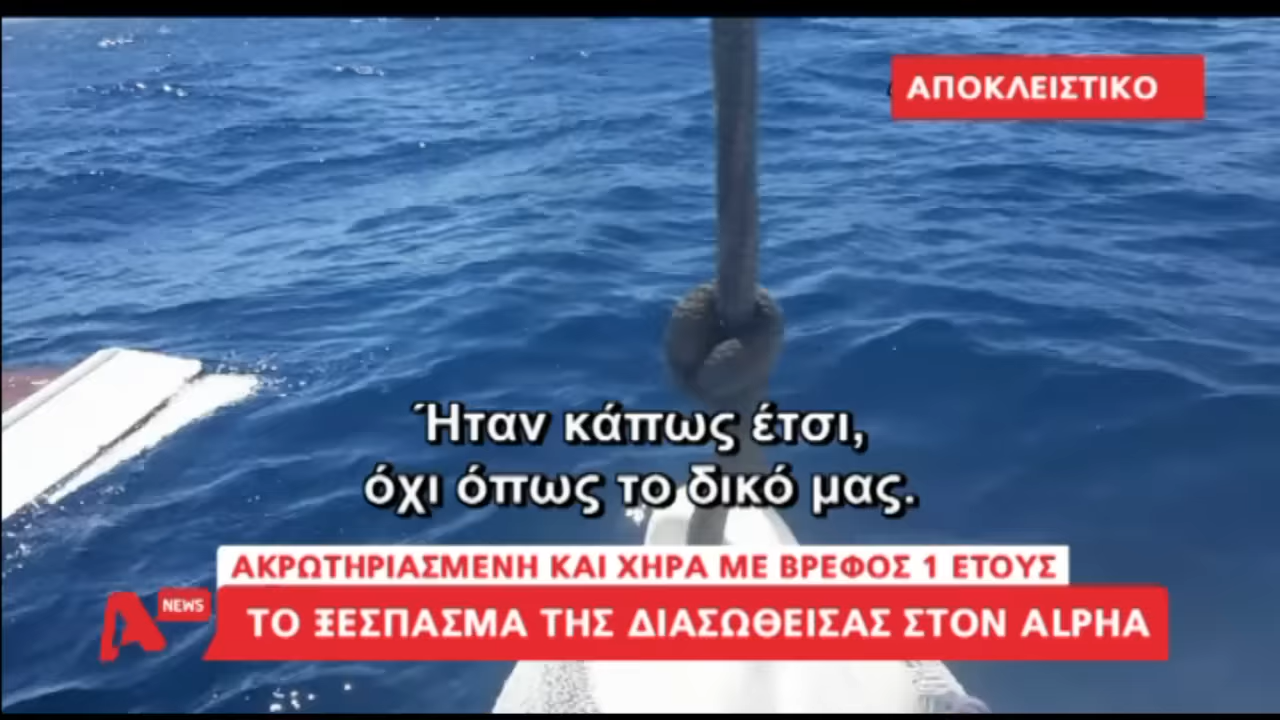 ΑΠΟΚΛΕΙΣΤΙΚΟ
Ήταν κάπως έτσι,
όχι όπως το δικό μας.
ΑΚΡΩΤΗΡΙΑΣΜΕΝΗ ΚΑΙ ΧΗΡΑ ΜΕ ΒΡΕΦΟΣ 1 ΕΤΟΥΣ
NEWS
ΤΟ ΞΕΣΠΑΣΜΑ ΤΗΣ ΔΙΑΣΩΘΕΙΣΑΣ ΣΤΟΝ ALPHA